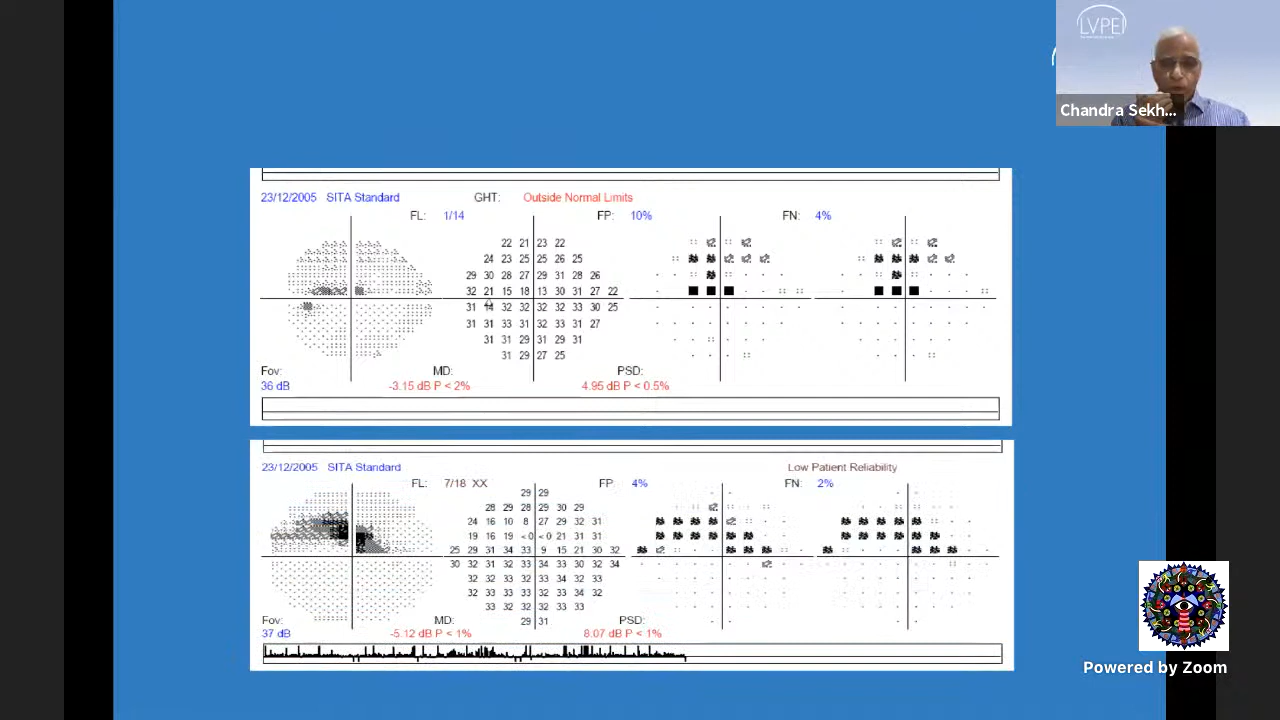 LVPEI
Chandra Sekh...
23/12/2005 SITA Standard GHT: Outside Normal Limits
FL: 1/14 FP: 10% FN: 4%
22 21 23 22
24 23 25 25 26 25
29 30 28 27 29 31 28 26
32 21 15 18 13 30 31 27 22
31 14 32 32 32 32 33 30 25
31 31 33 31 32 33 31 27
31 31 29 31 29 31
31 29 27 25
Fov: MD: PSD:
36 dB -3.15 dB P < 2% 4.95 dB P < 0.5%
23/12/2005 SITA Standard Low Patient Reliability
FL: 7/18 XX FP: 4% FN: 2%
29 29
28 29 28 29 30 29
24 16 10 8 27 29 32 31
19 16 19 <0 <0 21 31 31
25 29 31 34 33 9 15 21 30 32
30 32 31 32 33 34 33 30 32 34
32 32 33 32 33 34 32 33
32 33 33 33 32 33 34 32
33 32 32 32 33 33
29 31
Fov: MD: PSD:
37 dB -5.12 dB P < 1% 8.07 dB P < 1%
Powered by Zoom